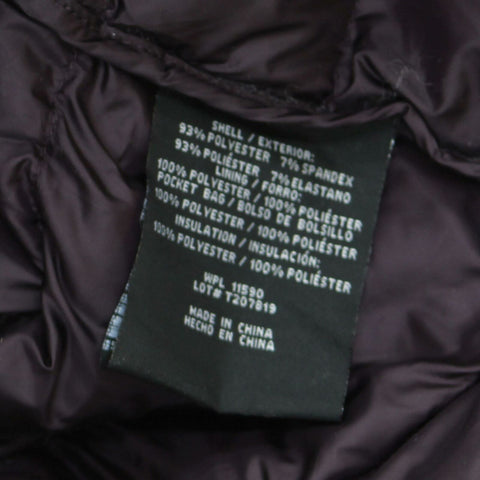 SHELL / EXTERIOR:
93% POLYESTER 7% SPANDEX
93% POLIÉSTER 7% ELASTANO
LINING / FORRO:
100% POLYESTER / 100% POLIÉSTER
POCKET BAG / BOLSO DE BOLSILLO
100% POLYESTER / 100% POLIÉSTER
INSULATION / INSULACIÓN:
100% POLYESTER / 100% POLIÉSTER
WPL 11590
LOT# T207819
MADE IN CHINA
HECHO EN CHINA